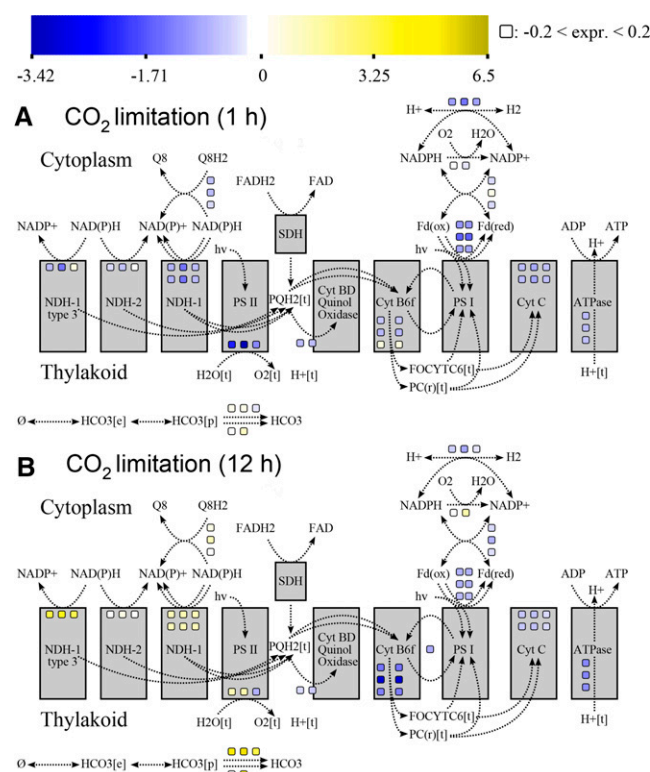 -3.42 -1.71 0 3.25 6.5
: -0.2 < expr. < 0.2
A CO2 limitation (1 h)
H+ H2
O2 H2O
NADPH NADP+
Cytoplasm
Q8 Q8H2
FADH2 FAD
NADP+ NAD(P)H NAD(P)+ NAD(P)H
SDH
Fd(ox) Fd(red)
hν
hν
ADP ATP
H+
NDH-1 type 3
NDH-2
NDH-1
PS II
PQH2[t]
Cyt BD
Quinol
Oxidase
Cyt B6f
PS I
Cyt C
ATPase
Thylakoid
H2O[t] O2[t] H+[t]
FOCYTC6[t]
PC(r)[t]
H+[t]
Ø HCO3[e] HCO3[p] HCO3
B CO2 limitation (12 h)
H+ H2
O2 H2O
NADPH NADP+
Cytoplasm
Q8 Q8H2
FADH2 FAD
NADP+ NAD(P)H NAD(P)+ NAD(P)H
SDH
Fd(ox) Fd(red)
hν
hν
ADP ATP
H+
NDH-1 type 3
NDH-2
NDH-1
PS II
PQH2[t]
Cyt BD
Quinol
Oxidase
Cyt B6f
PS I
Cyt C
ATPase
Thylakoid
H2O[t] O2[t] H+[t]
FOCYTC6[t]
PC(r)[t]
H+[t]
Ø HCO3[e] HCO3[p] HCO3